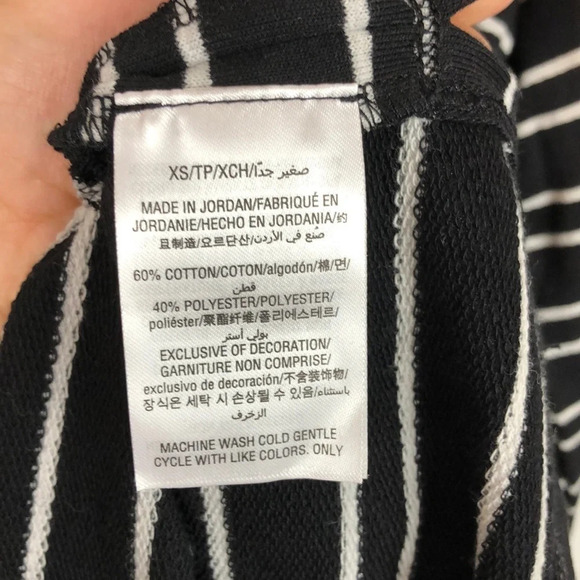 XS/TP/XCH/صغير جدًا
MADE IN JORDAN/FABRIQUÉ EN
JORDANIE/HECHO EN JORDANIA/约
旦制造/요르단산/صُنع في الأردن
60% COTTON/COTON/algodón/棉/면/
قطن
40% POLYESTER/POLYESTER/
poliéster/聚酯纤维/폴리에스테르/
بولي أستر
EXCLUSIVE OF DECORATION/
GARNITURE NON COMPRISE/
exclusivo de decoración/不含装饰物/
장식은 세탁 시 손상될 수 있음/باستثناء
الزخرف
MACHINE WASH COLD GENTLE
CYCLE WITH LIKE COLORS. ONLY